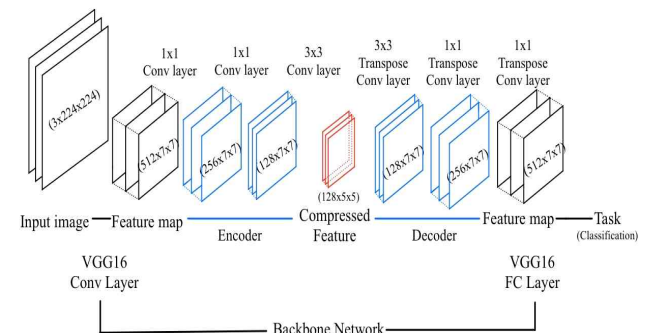 1x1
Conv layer
1x1
Conv layer
3x3
Conv layer
3x3
Transpose
Conv layer
1x1
Transpose
Conv layer
1x1
Transpose
Conv layer
(3x224x224)
(512x7x7)
(256x7x7)
(128x7x7)
(128x5x5)
(128x7x7)
(256x7x7)
(512x7x7)
Input image
Feature map
Encoder
Compressed
Feature
Decoder
Feature map
Task
(Classification)
VGG16
Conv Layer
VGG16
FC Layer
Backbone Network